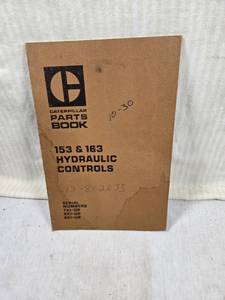 CATERPILLAR
PARTS
BOOK
10-30
153 & 163
HYDRAULIC
CONTROLS
SERIAL
NUMBERS